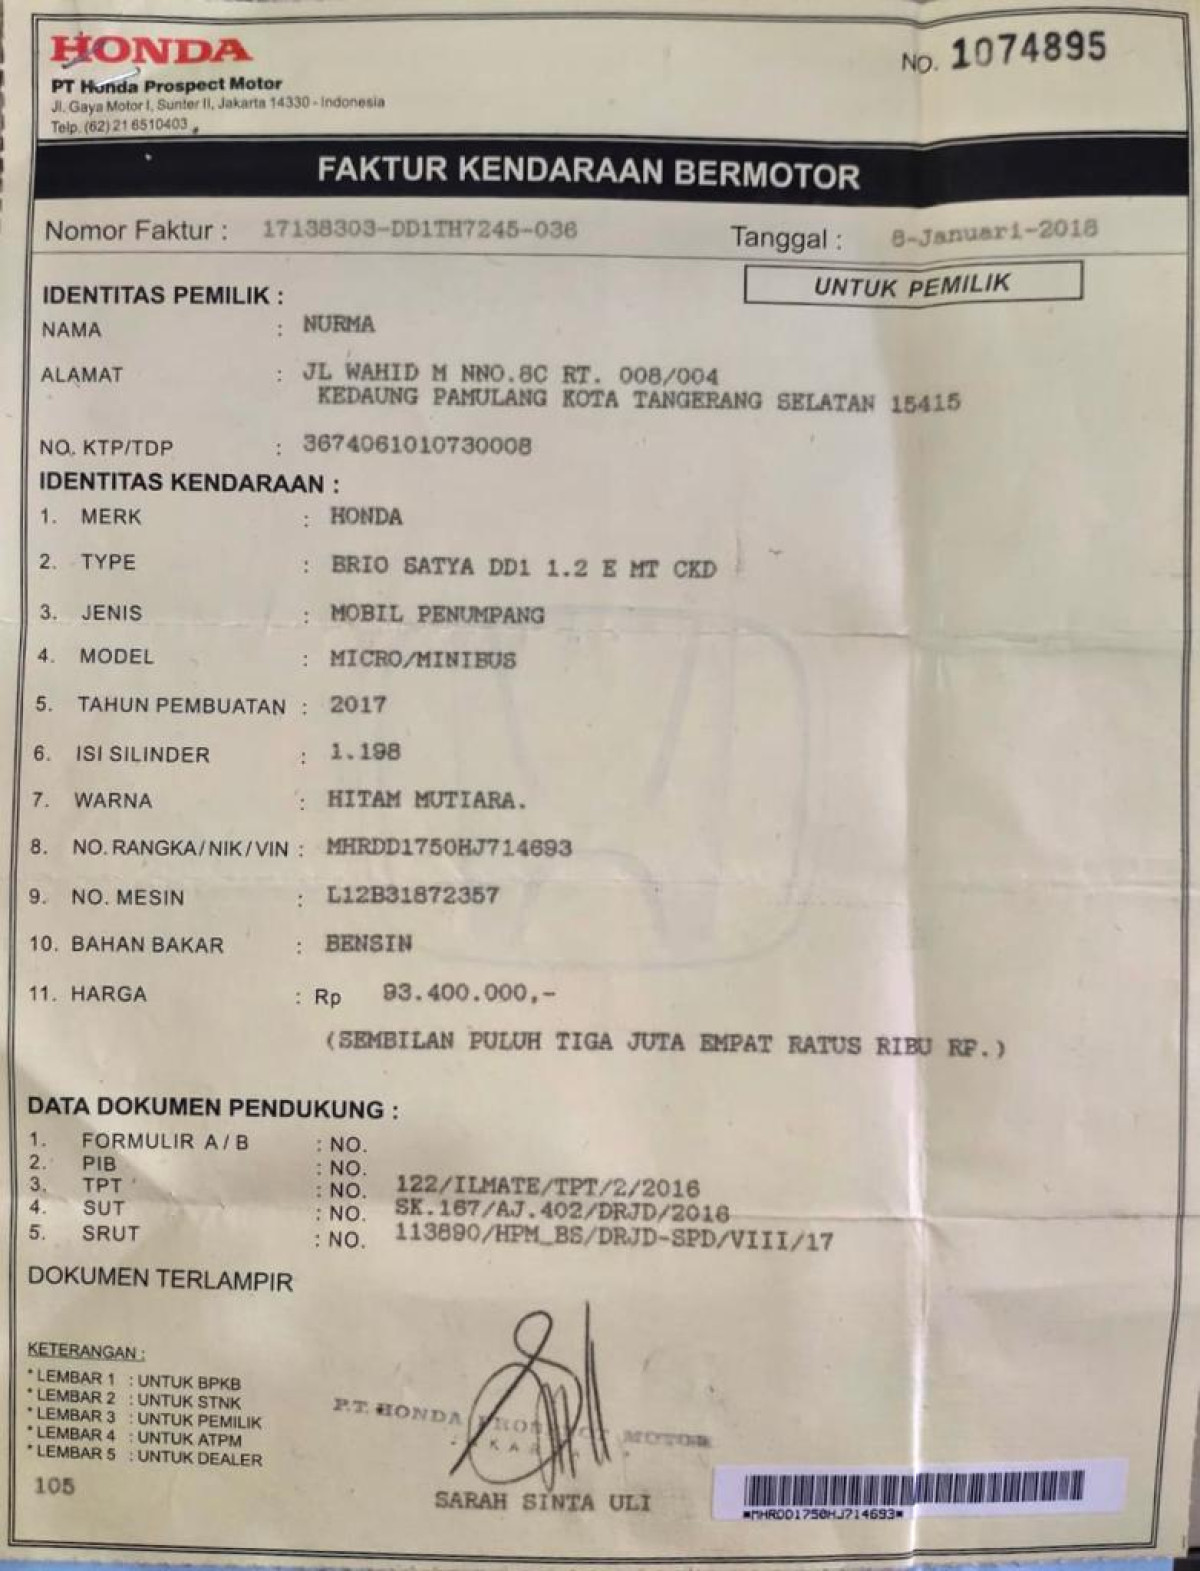 HONDA
No. 1074895
PT Honda Prospect Motor
Jl. Gaya Motor I, Sunter II, Jakarta 14330 - Indonesia
Telp. (62) 21 6510403
FAKTUR KENDARAAN BERMOTOR
Nomor Faktur : 17138303-DD1TH7245-036 Tanggal : 8-Januari-2018
UNTUK PEMILIK
IDENTITAS PEMILIK :
NAMA : NURMA
ALAMAT : JL WAHID M NNO.8C RT. 008/004
KEDAUNG PAMULANG KOTA TANGERANG SELATAN 15415
NO. KTP/TDP : 3674061010730008
IDENTITAS KENDARAAN :
1. MERK : HONDA
2. TYPE : BRIO SATYA DD1 1.2 E MT CKD
3. JENIS : MOBIL PENUMPANG
4. MODEL : MICRO/MINIBUS
5. TAHUN PEMBUATAN : 2017
6. ISI SILINDER : 1.198
7. WARNA : HITAM MUTIARA.
8. NO. RANGKA/NIK/VIN : MHRDD1750HJ714693
9. NO. MESIN : L12B31872357
10. BAHAN BAKAR : BENSIN
11. HARGA : Rp 93.400.000,-
(SEMBILAN PULUH TIGA JUTA EMPAT RATUS RIBU RP.)
DATA DOKUMEN PENDUKUNG :
1. FORMULIR A / B : NO.
2. PIB : NO.
3. TPT : NO. 122/ILMATE/TPT/2/2016
4. SUT : NO. SK.167/AJ.402/DRJD/2016
5. SRUT : NO. 113890/HPM_BS/DRJD-SPD/VIII/17
DOKUMEN TERLAMPIR
KETERANGAN :
* LEMBAR 1 : UNTUK BPKB
* LEMBAR 2 : UNTUK STNK
* LEMBAR 3 : UNTUK PEMILIK
* LEMBAR 4 : UNTUK ATPM
* LEMBAR 5 : UNTUK DEALER
P.T. HONDA PROSPECT MOTOR
105
SARAH SINTA ULI
*MHRDD1750HJ714693*